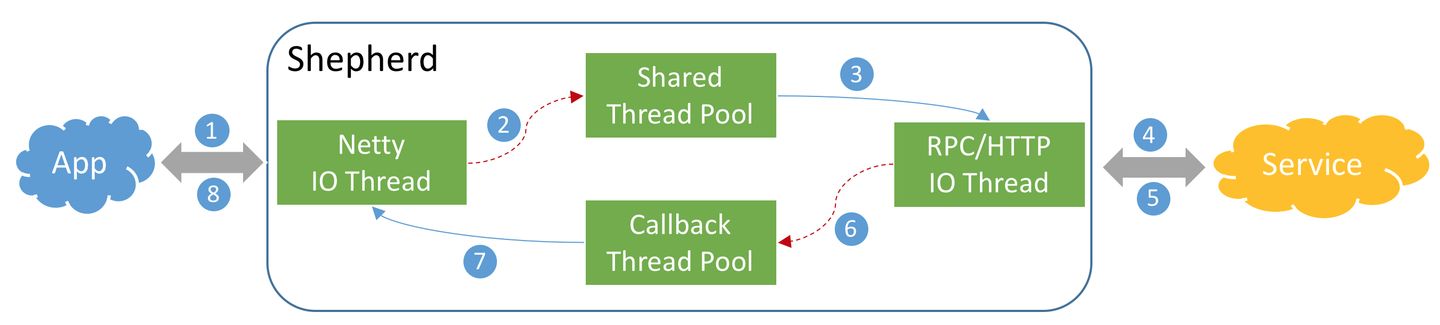 Shepherd
App
1
8
Netty
IO Thread
2
Shared
Thread Pool
3
RPC/HTTP
IO Thread
4
5
Service
6
Callback
Thread Pool
7